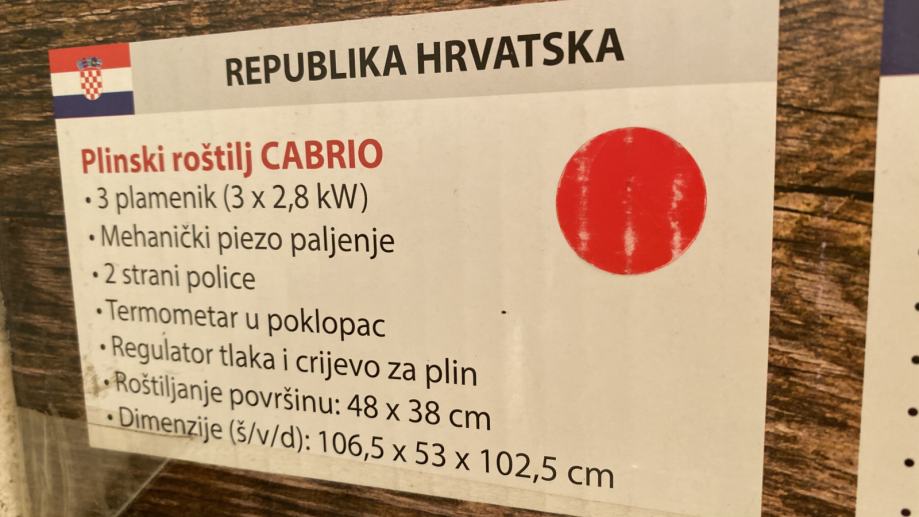 REPUBLIKA HRVATSKA
Plinski roštilj CABRIO
• 3 plamenik (3 x 2,8 kW)
• Mehanički piezo paljenje
• 2 strani police
• Termometar u poklopac
• Regulator tlaka i crijevo za plin
• Roštiljanje površinu: 48 x 38 cm
• Dimenzije (š/v/d): 106,5 x 53 x 102,5 cm